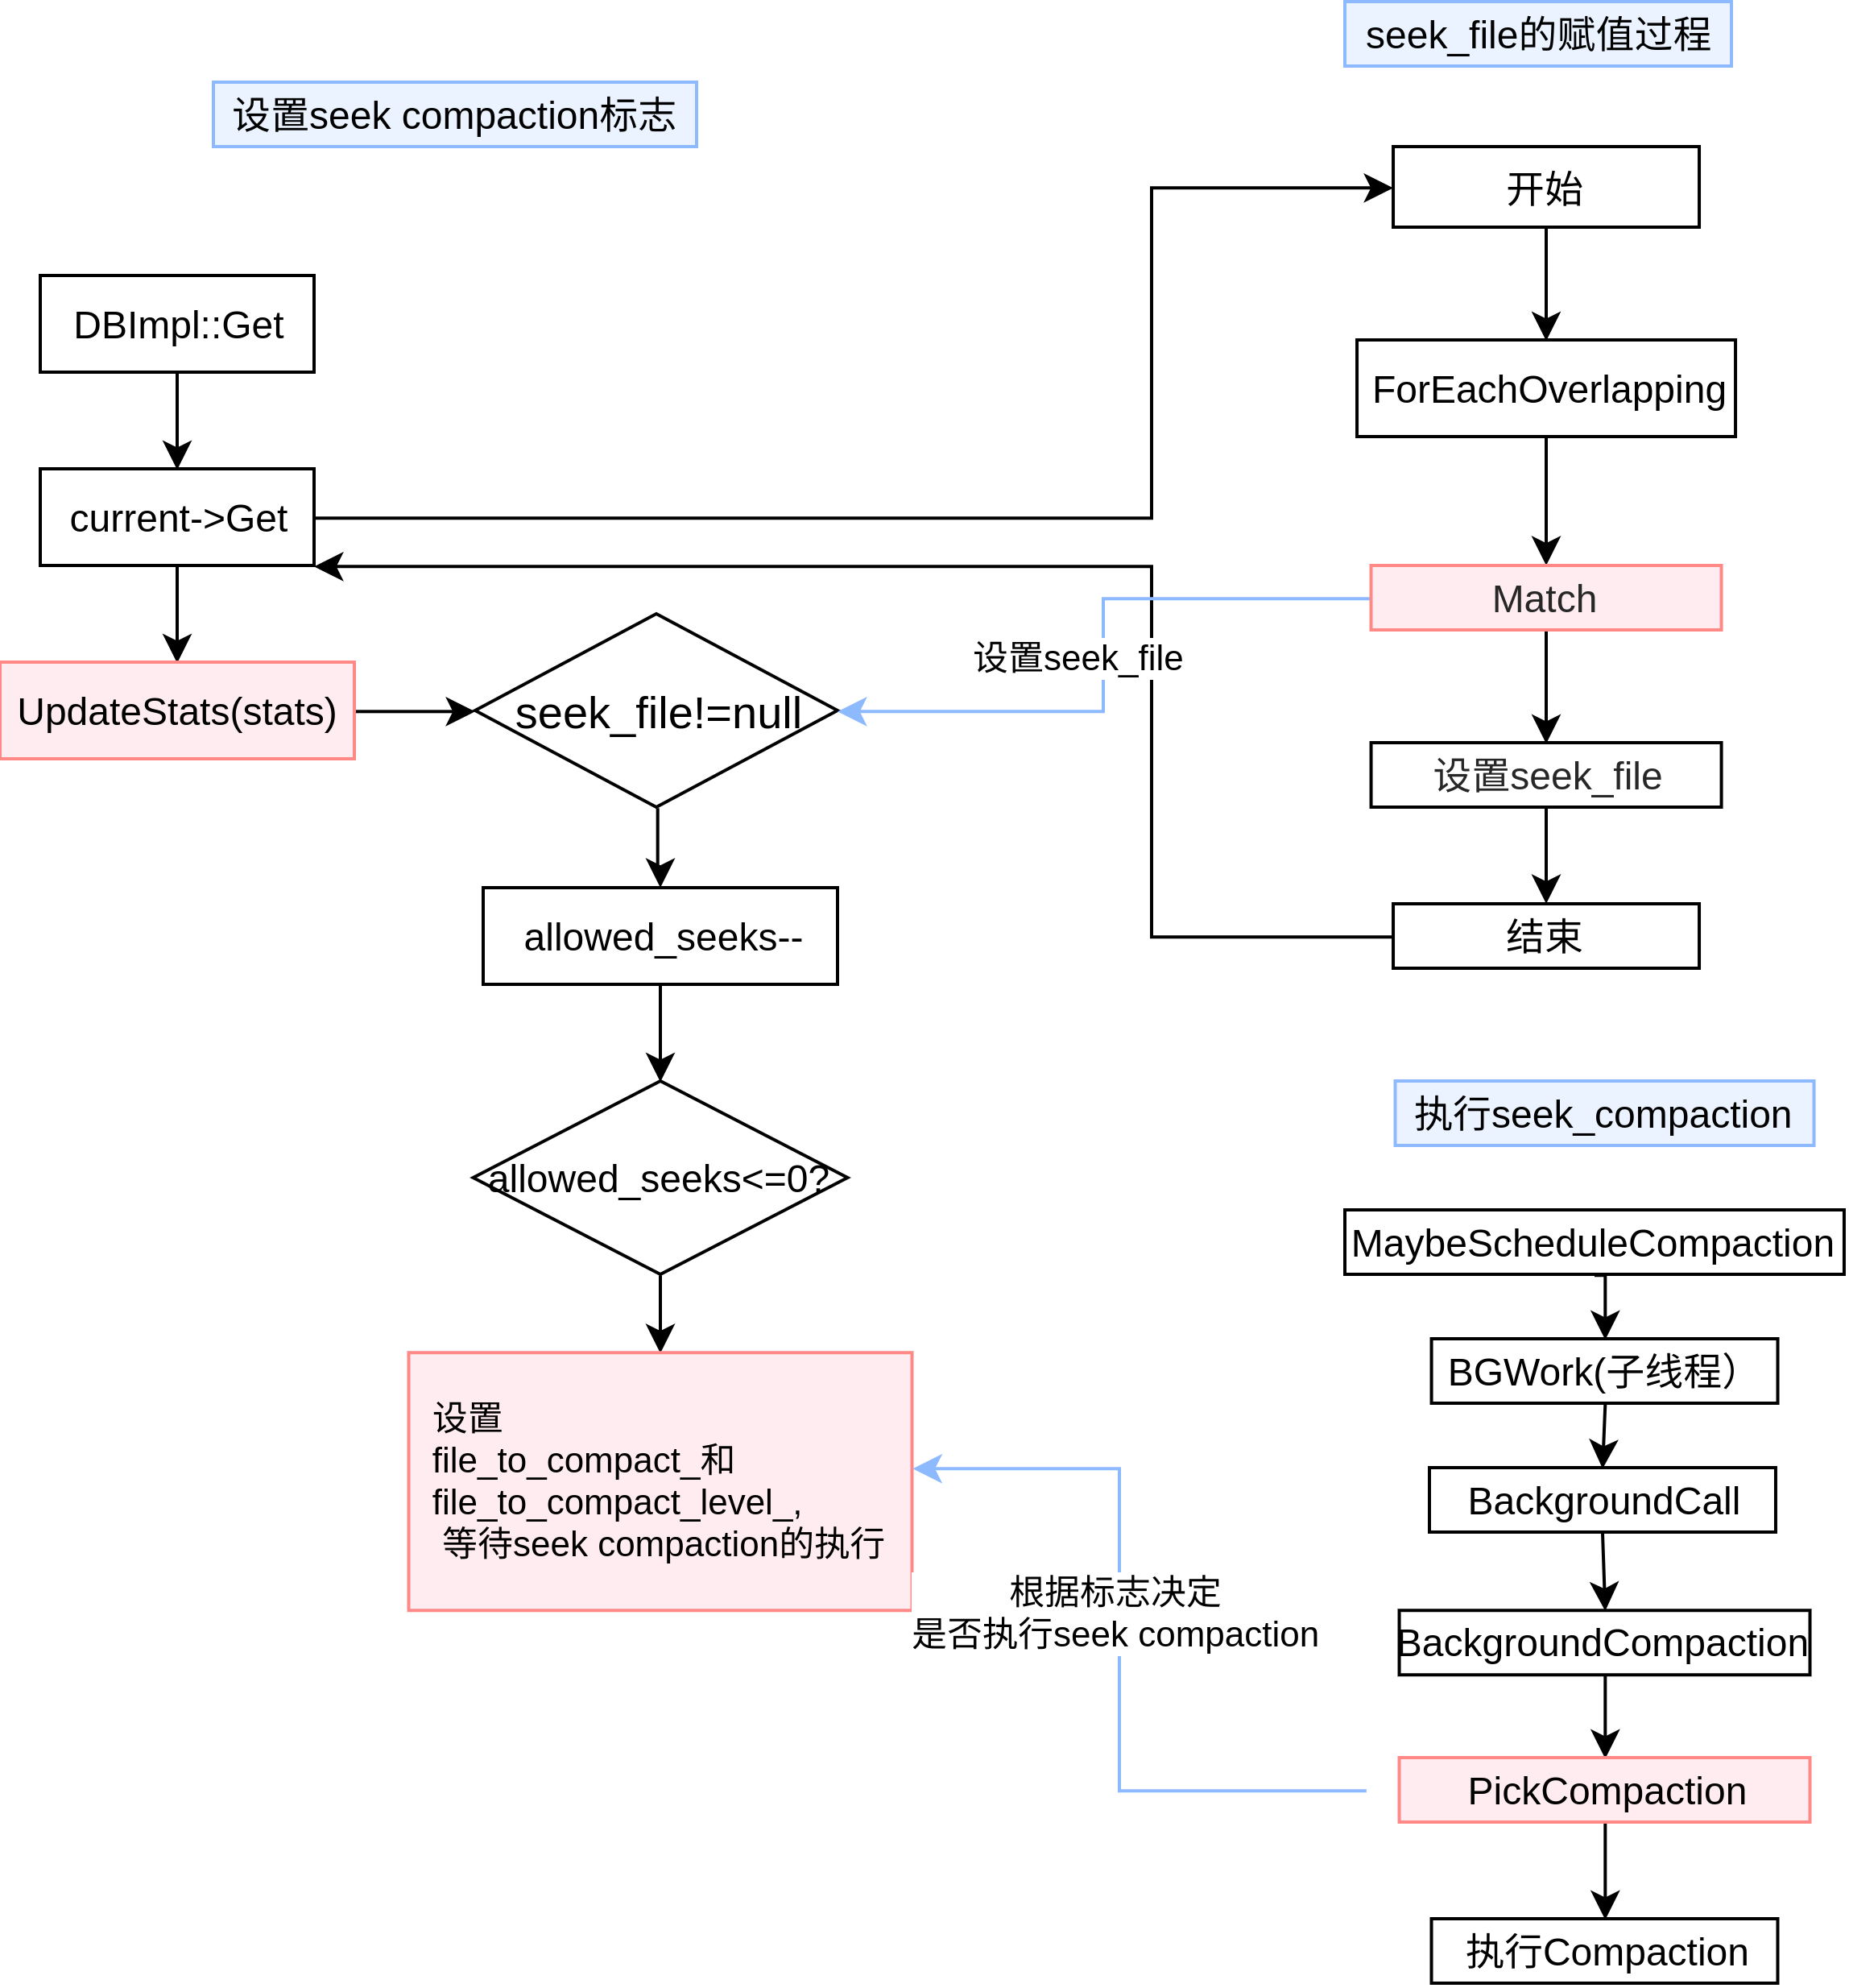 seek_file的赋值过程
设置seek compaction标志
开始
DBImpl::Get
ForEachOverlapping
current->Get
Match
设置seek_file
UpdateStats(stats)
seek_file!=null
设置seek_file
allowed_seeks--
结束
执行seek_compaction
allowed_seeks<=0?
MaybeScheduleCompaction
BGWork(子线程）
设置
file_to_compact_和
file_to_compact_level_,
等待seek compaction的执行
BackgroundCall
根据标志决定
是否执行seek compaction
BackgroundCompaction
PickCompaction
执行Compaction